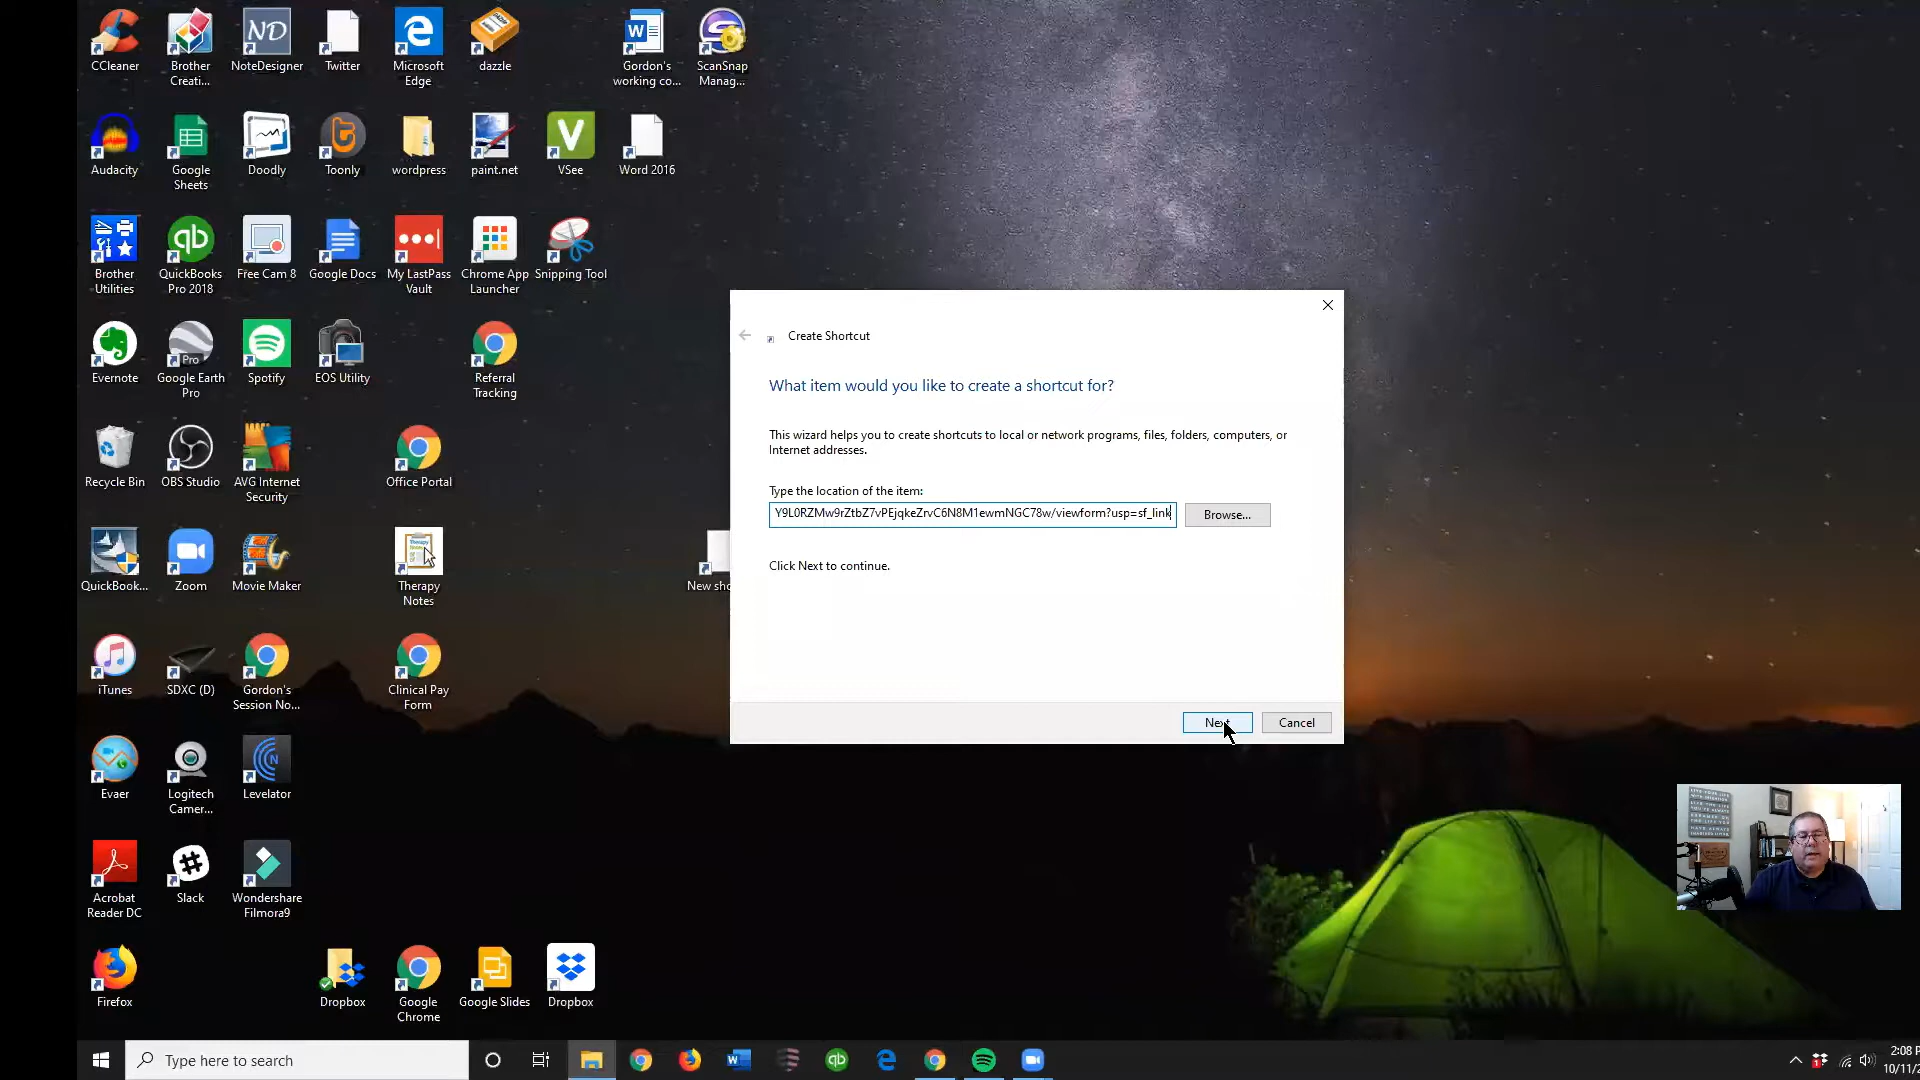 CCleaner
Brother
Creati...
NoteDesigner
Twitter
Microsoft
Edge
dazzle
Gordon's
working co...
ScanSnap
Manag...
Audacity
Google
Sheets
Doodly
Toonly
wordpress
paint.net
VSee
Word 2016
Brother
Utilities
QuickBooks
Pro 2018
Free Cam 8
Google Docs
My LastPass
Vault
Chrome App
Launcher
Snipping Tool
Evernote
Google Earth
Pro
Spotify
EOS Utility
Referral
Tracking
Recycle Bin
OBS Studio
AVG Internet
Security
Office Portal
QuickBook...
Zoom
Movie Maker
Therapy
Notes
New sho
iTunes
SDXC (D)
Gordon's
Session No...
Clinical Pay
Form
Evaer
Logitech
Camer...
Levelator
Acrobat
Reader DC
Slack
Wondershare
Filmora9
Firefox
Dropbox
Google
Chrome
Google Slides
Dropbox
Create Shortcut
What item would you like to create a shortcut for?
This wizard helps you to create shortcuts to local or network programs, files, folders, computers, or
Internet addresses.
Type the location of the item:
Y9L0RZMw9rZtbZ7vPEjqkeZrvC6N8M1ewmNGC78w/viewform?usp=sf_link
Browse...
Click Next to continue.
Next
Cancel
Type here to search
2:08 P
10/11/2